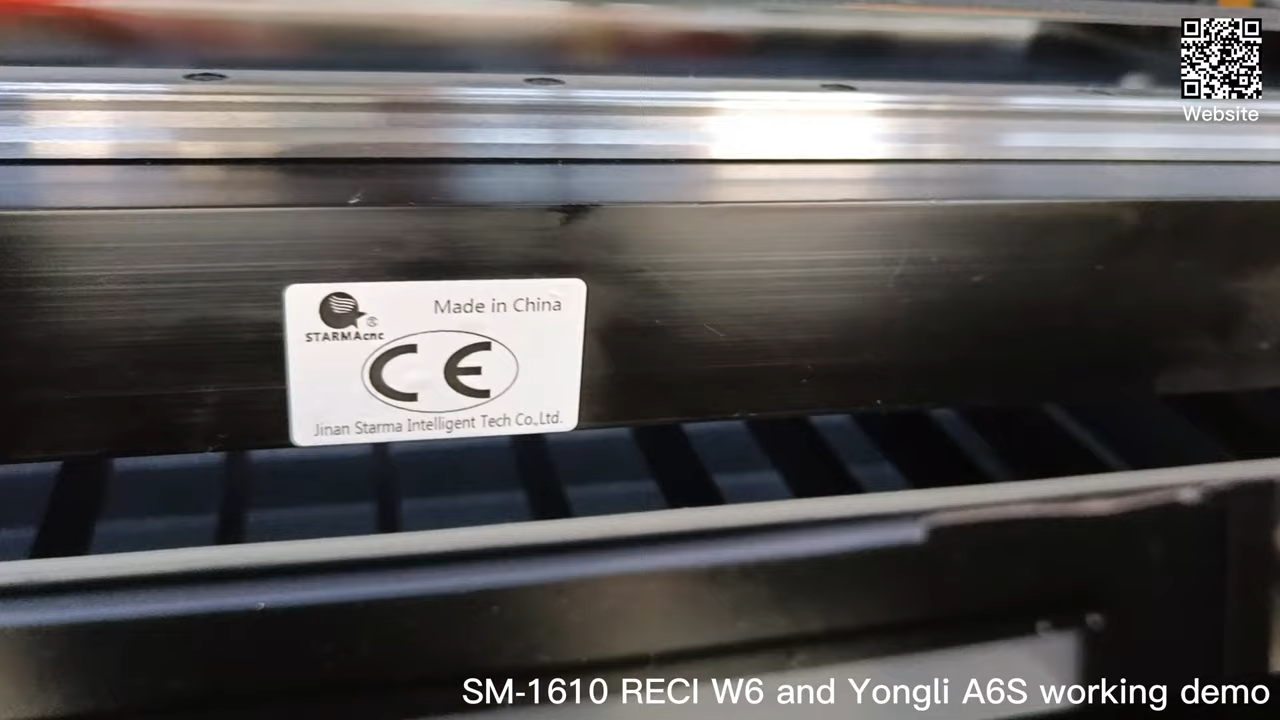 Website
Made in China
®
STARMAcnc
CE
Jinan Starma Intelligent Tech Co.,Ltd.
SM-1610 RECI W6 and Yongli A6S working demo